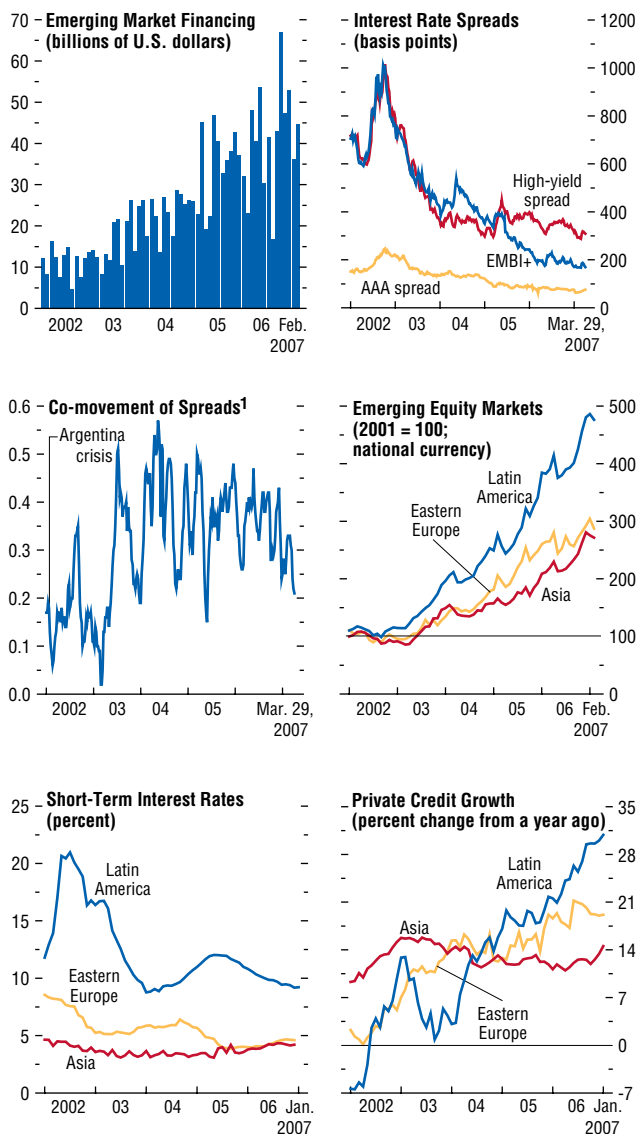 Emerging Market Financing
(billions of U.S. dollars)
70
60
50
40
30
20
10
0
2002 03 04 05 06 Feb.
2007
Interest Rate Spreads
(basis points)
1200
1000
800
600
400
200
0
High-yield
spread
EMBI+
AAA spread
2002 03 04 05 Mar. 29,
2007
Co-movement of Spreads1
0.6
0.5
0.4
0.3
0.2
0.1
0.0
Argentina
crisis
2002 03 04 05 Mar. 29,
2007
Emerging Equity Markets
(2001 = 100;
national currency)
500
400
300
200
100
0
Latin
America
Eastern
Europe
Asia
2002 03 04 05 06 Feb.
2007
Short-Term Interest Rates
(percent)
25
20
15
10
5
0
Latin
America
Eastern
Europe
Asia
2002 03 04 05 06 Jan.
2007
Private Credit Growth
(percent change from a year ago)
35
28
21
14
7
0
-7
Latin
America
Asia
Eastern
Europe
2002 03 04 05 06 Jan.
2007